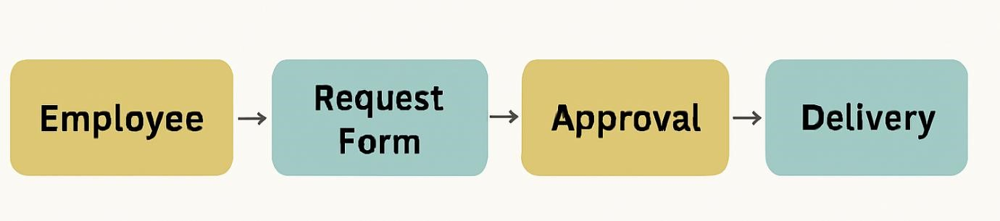 Employee
Request
Form
Approval
Delivery